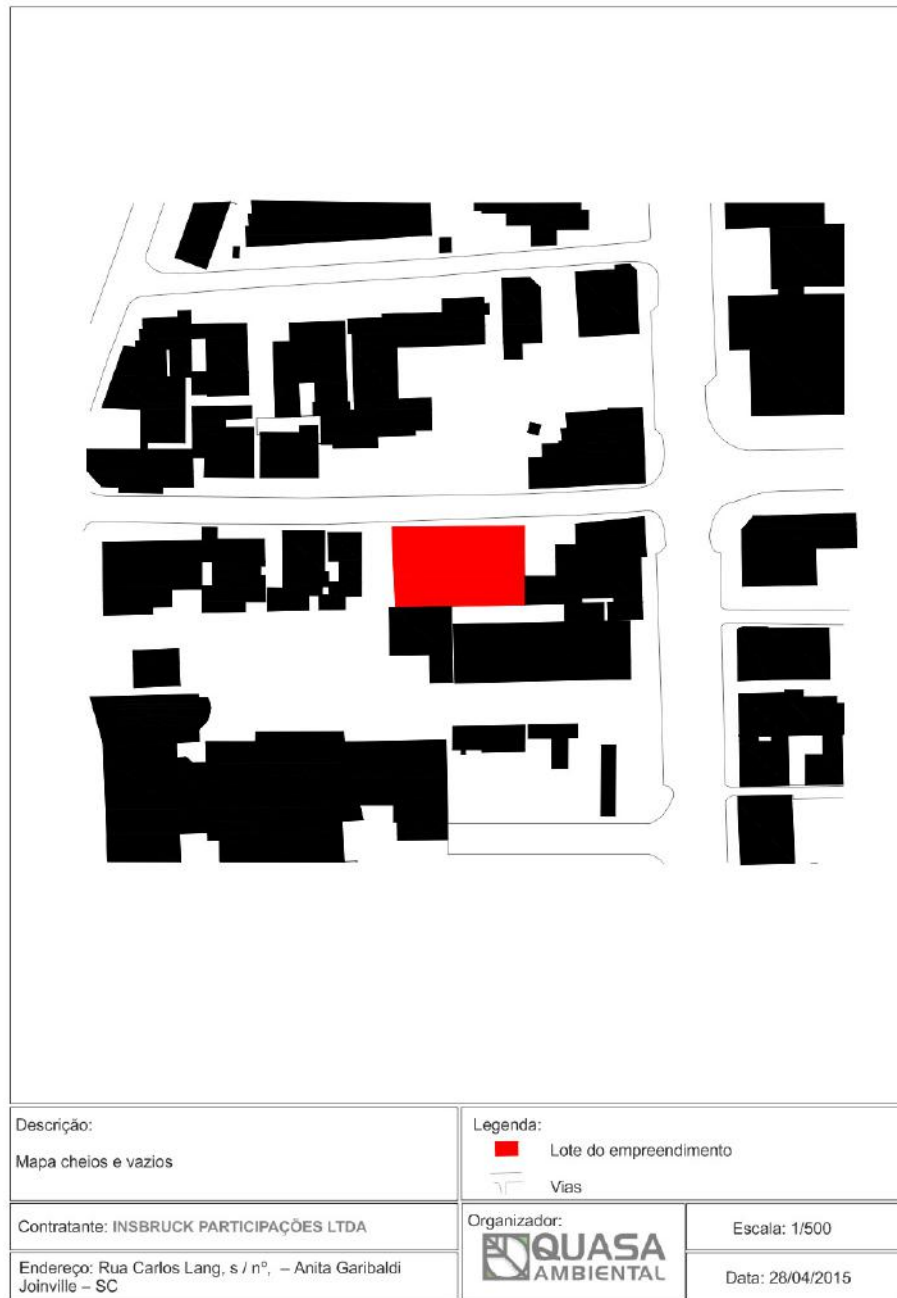 Descrição:
Mapa cheios e vazios
Legenda:
Lote do empreendimento
Vias
Contratante: INSBRUCK PARTICIPAÇÕES LTDA
Endereço: Rua Carlos Lang, s / nº, – Anita Garibaldi
Joinville – SC
Organizador:
QUASA
AMBIENTAL
Escala: 1/500
Data: 28/04/2015